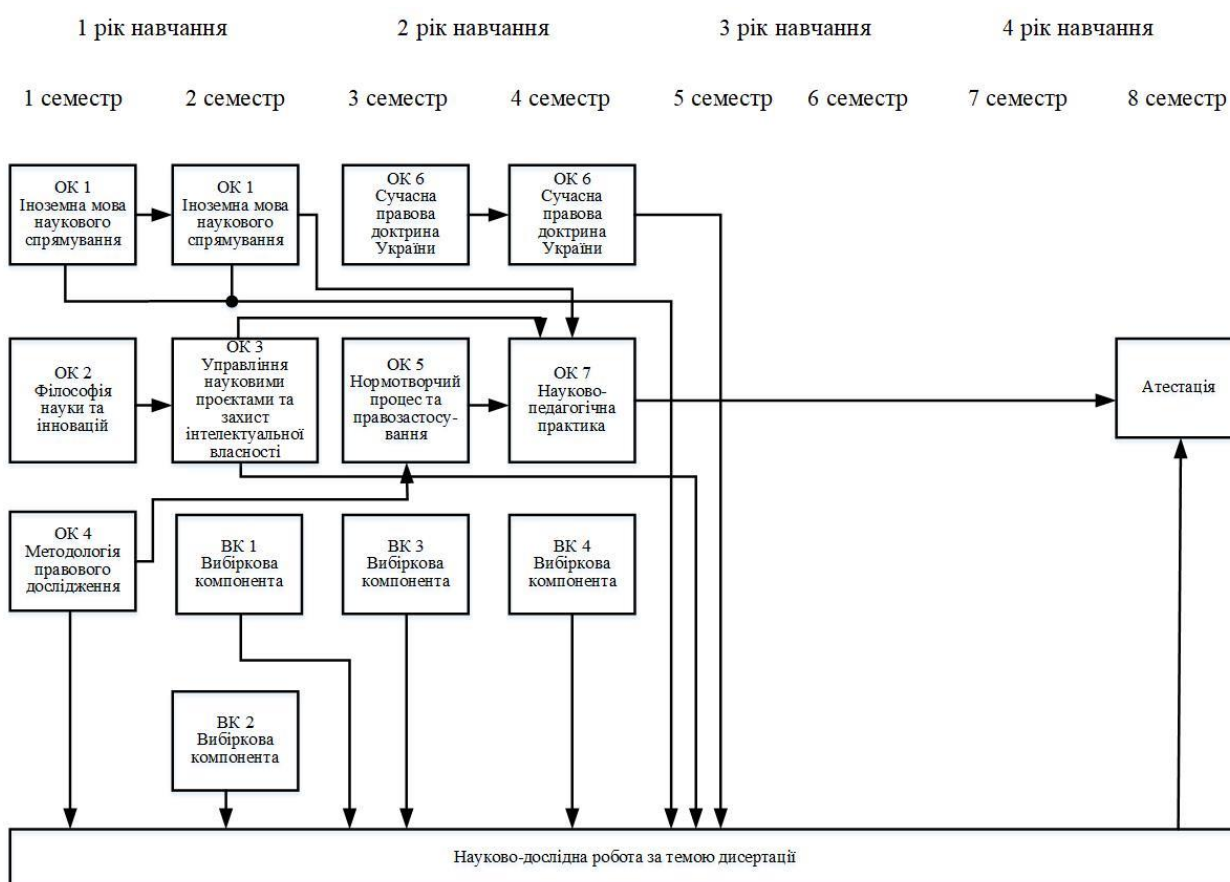 1 рік навчання
2 рік навчання
3 рік навчання
4 рік навчання
1 семестр
2 семестр
3 семестр
4 семестр
5 семестр
6 семестр
7 семестр
8 семестр
ОК 1
Іноземна мова
наукового
спрямування
ОК 1
Іноземна мова
наукового
спрямування
ОК 6
Сучасна
правова
доктрина
України
ОК 6
Сучасна
правова
доктрина
України
ОК 2
Філософія
науки та
інновацій
ОК 3
Управління
науковими
проєктами та
захист
інтелектуальної
власності
ОК 5
Нормотворчий
процес та
правозастосу-
вання
ОК 7
Науково-
педагогічна
практика
Атестація
ОК 4
Методологія
правового
дослідження
ВК 1
Вибіркова
компонента
ВК 3
Вибіркова
компонента
ВК 4
Вибіркова
компонента
ВК 2
Вибіркова
компонента
Науково-дослідна робота за темою дисертації